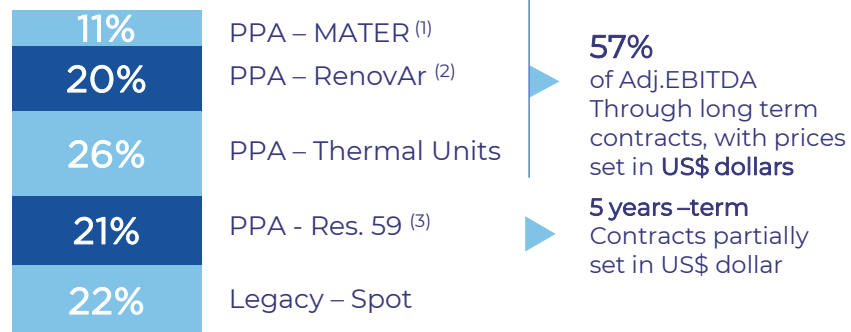 11%
PPA – MATER (1)
20%
PPA – RenovAr (2)
26%
PPA – Thermal Units
21%
PPA - Res. 59 (3)
22%
Legacy – Spot
57%
of Adj.EBITDA
Through long term
contracts, with prices
set in US$ dollars
5 years –term
Contracts partially
set in US$ dollar